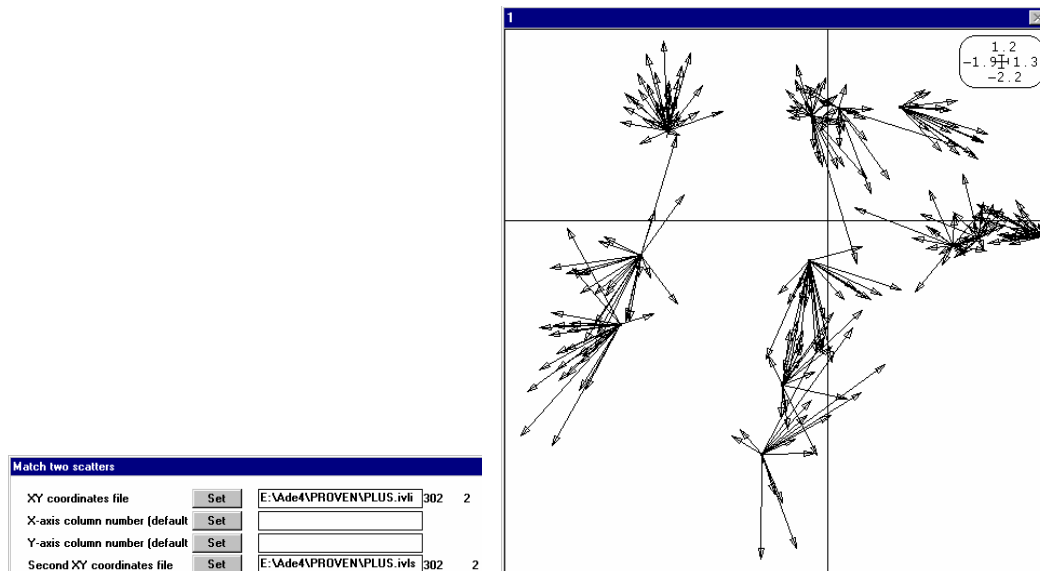 1
1.2
-1.9 1.3
-2.2
Match two scatters
XY coordinates file Set E:\Ade4\PROVEN\PLUS.ivli 302 2
X-axis column number (default Set
Y-axis column number (default Set
Second XY coordinates file Set E:\Ade4\PROVEN\PLUS.ivls 302 2